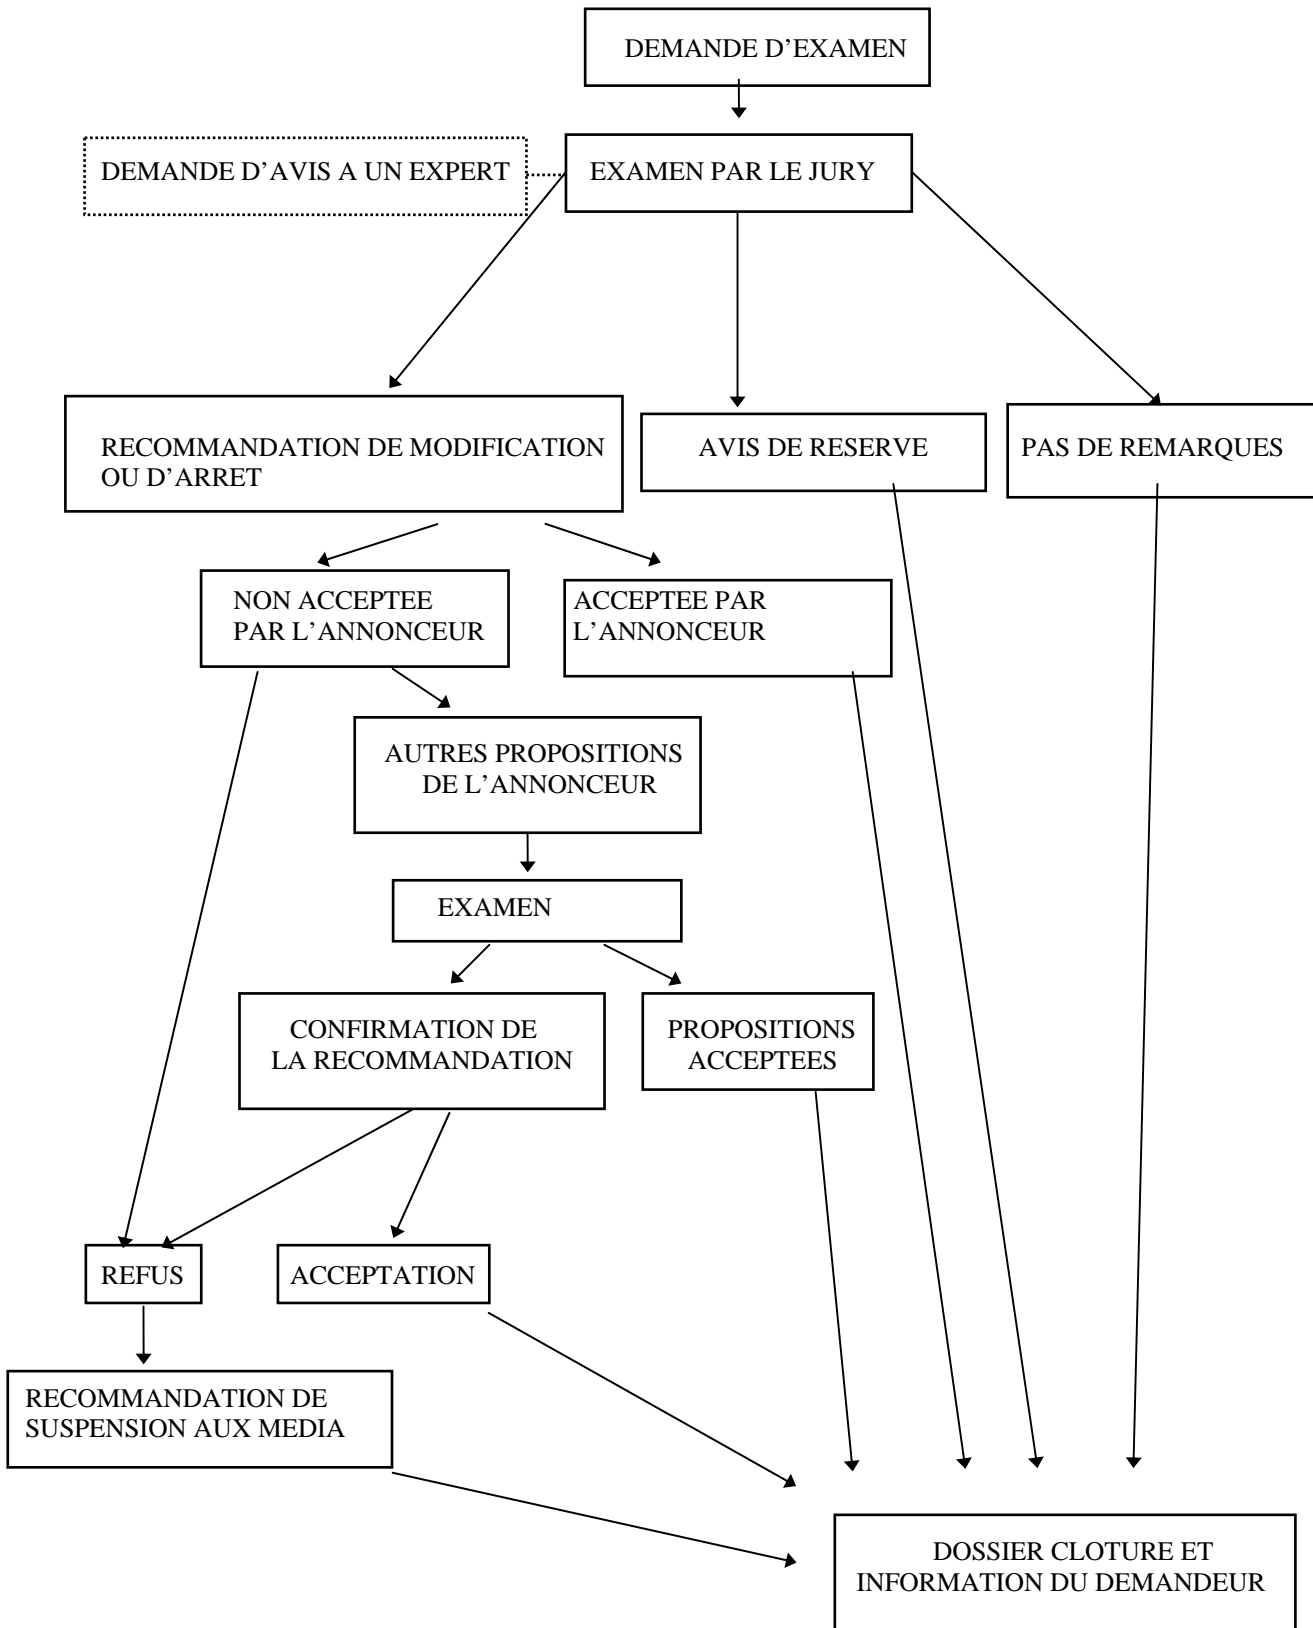 DEMANDE D'EXAMEN
DEMANDE D'AVIS A UN EXPERT
EXAMEN PAR LE JURY
RECOMMANDATION DE MODIFICATION
OU D'ARRET
AVIS DE RESERVE
PAS DE REMARQUES
NON ACCEPTEE
PAR L'ANNONCEUR
ACCEPTEE PAR
L'ANNONCEUR
AUTRES PROPOSITIONS
DE L'ANNONCEUR
EXAMEN
CONFIRMATION DE
LA RECOMMANDATION
PROPOSITIONS
ACCEPTEES
REFUS
ACCEPTATION
RECOMMANDATION DE
SUSPENSION AUX MEDIA
DOSSIER CLOTURE ET
INFORMATION DU DEMANDEUR